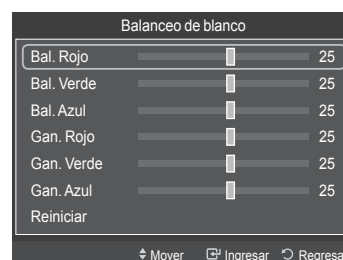 Balanceo de blanco
Bal. Rojo 25
Bal. Verde 25
Bal. Azul 25
Gan. Rojo 25
Gan. Verde 25
Gan. Azul 25
Reiniciar
Mover Ingresar Regresa